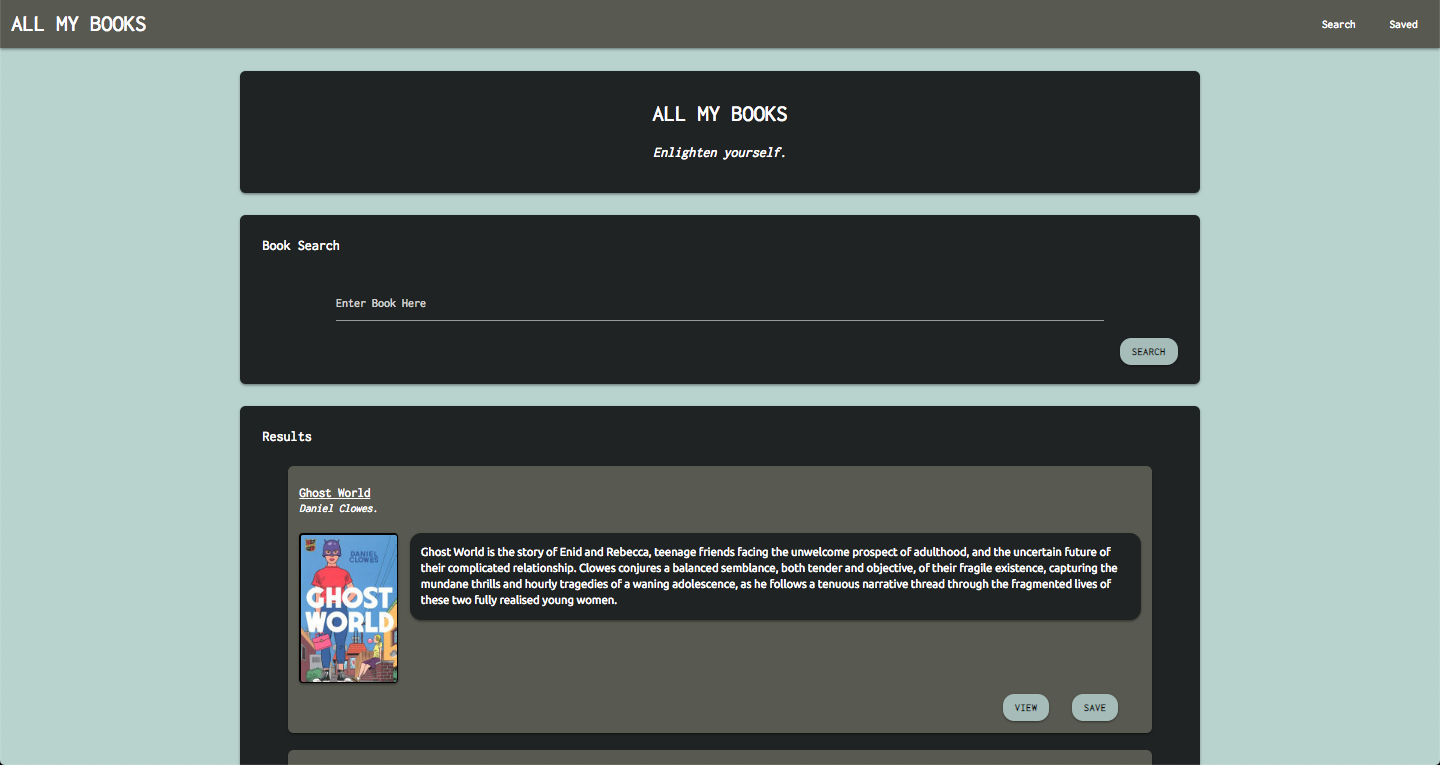 ALL MY BOOKS
Search
Saved
ALL MY BOOKS
Enlighten yourself.
Book Search
Enter Book Here
SEARCH
Results
Ghost World
Daniel Clowes.
DANIEL
CLOWES
GHOST
WORLD
Ghost World is the story of Enid and Rebecca, teenage friends facing the unwelcome prospect of adulthood, and the uncertain future of
their complicated relationship. Clowes conjures a balanced semblance, both tender and objective, of their fragile existence, capturing the
mundane thrills and hourly tragedies of a waning adolescence, as he follows a tenuous narrative thread through the fragmented lives of
these two fully realised young women.
VIEW
SAVE